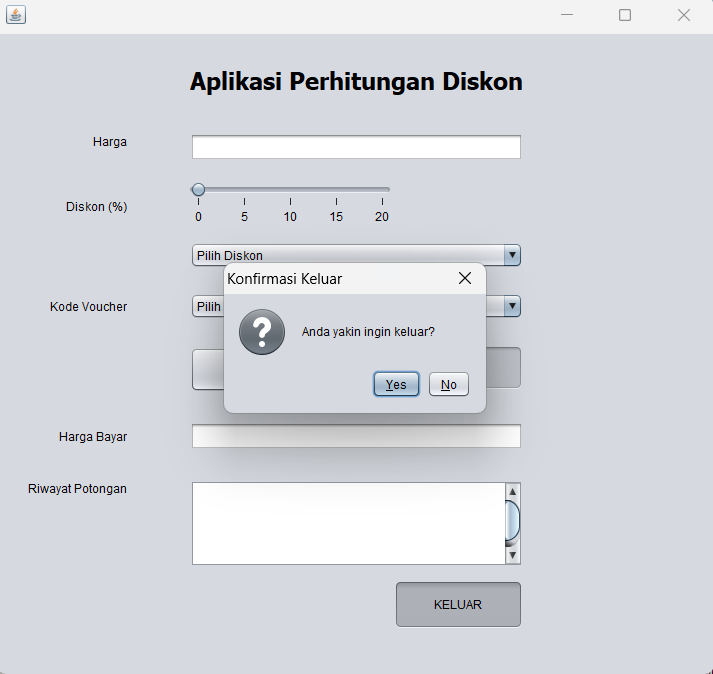 Aplikasi Perhitungan Diskon
Harga
Diskon (%)
0 5 10 15 20
Pilih Diskon
Kode Voucher
Pilih
Konfirmasi Keluar
Anda yakin ingin keluar?
Yes No
Harga Bayar
Riwayat Potongan
KELUAR